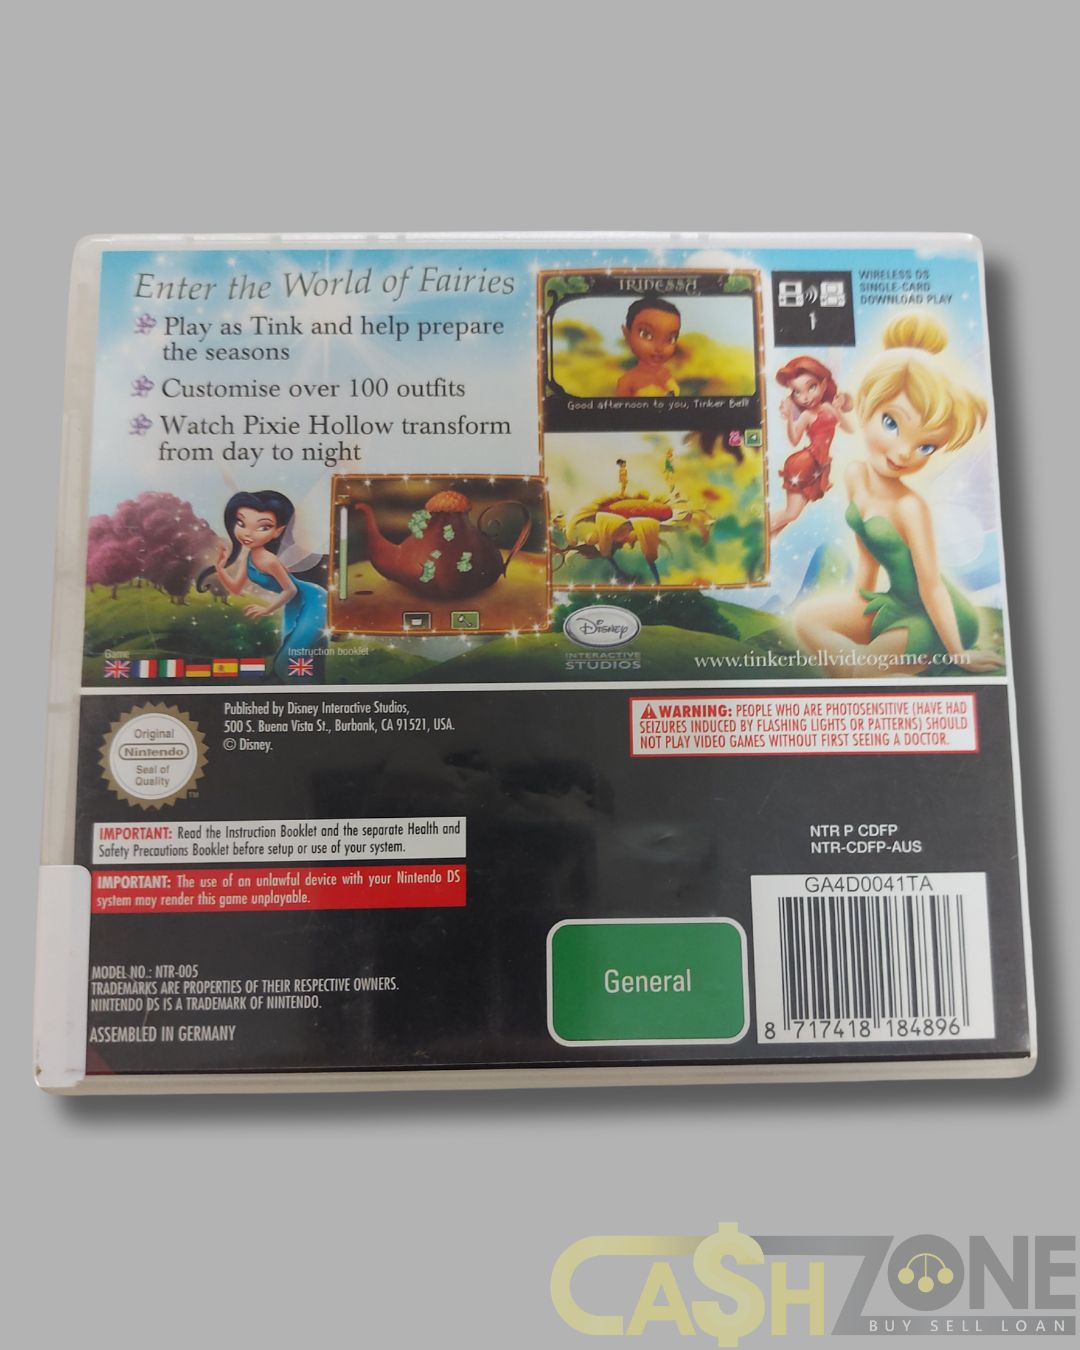 Enter the World of Fairies
Play as Tink and help prepare
the seasons
Customise over 100 outfits
Watch Pixie Hollow transform
from day to night
IRIDESSA
Good afternoon to you, Tinker Bell!
WIRELESS DS
SINGLE-CARD
DOWNLOAD PLAY
1
Game
Instruction booklet
Disney
INTERACTIVE
STUDIOS
www.tinkerbellvideogame.com
Original
Nintendo
Seal of
Quality
TM
Published by Disney Interactive Studios,
500 S. Buena Vista St., Burbank, CA 91521, USA.
© Disney.
WARNING: PEOPLE WHO ARE PHOTOSENSITIVE (HAVE HAD
SEIZURES INDUCED BY FLASHING LIGHTS OR PATTERNS) SHOULD
NOT PLAY VIDEO GAMES WITHOUT FIRST SEEING A DOCTOR.
IMPORTANT: Read the Instruction Booklet and the separate Health and
Safety Precautions Booklet before setup or use of your system.
IMPORTANT: The use of an unlawful device with your Nintendo DS
system may render this game unplayable.
NTR P CDFP
NTR-CDFP-AUS
GA4D0041TA
8 717418 184896
General
MODEL NO.: NTR-005
TRADEMARKS ARE PROPERTIES OF THEIR RESPECTIVE OWNERS.
NINTENDO DS IS A TRADEMARK OF NINTENDO.
ASSEMBLED IN GERMANY
CA$HZONE
BUY SELL LOAN